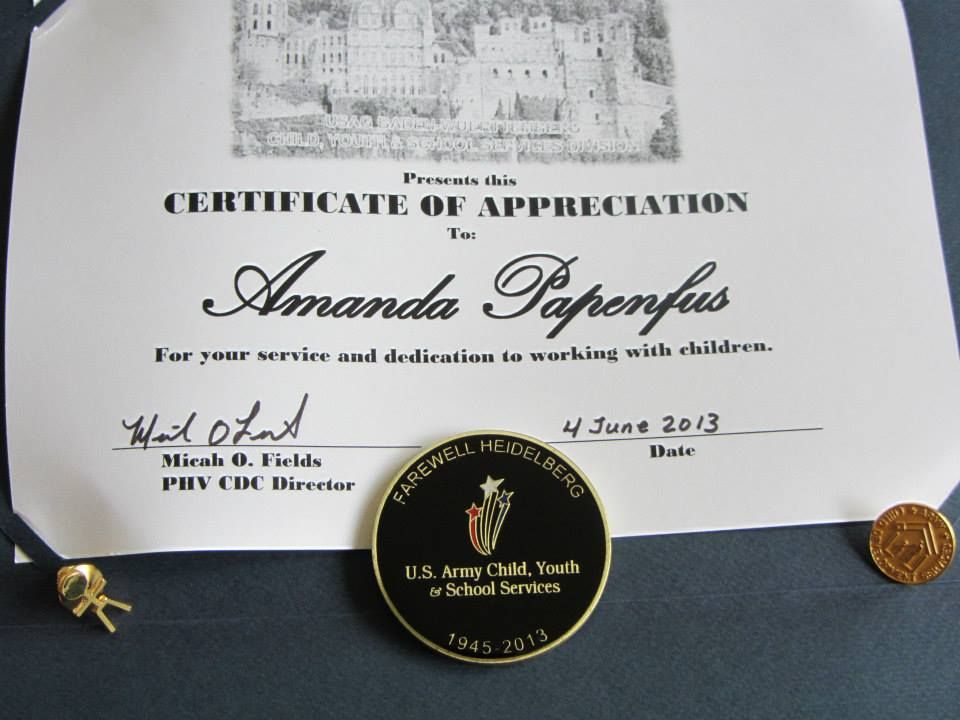 USAG BADEN-WUERTTEMBERG
CHILD, YOUTH & SCHOOL SERVICES DIVISION
Presents this
CERTIFICATE OF APPRECIATION
To:
Amanda Papenfus
For your service and dedication to working with children.
4 June 2013
Micah O. Fields
PHV CDC Director
Date
FAREWELL HEIDELBERG
U.S. Army Child, Youth
& School Services
1945-2013